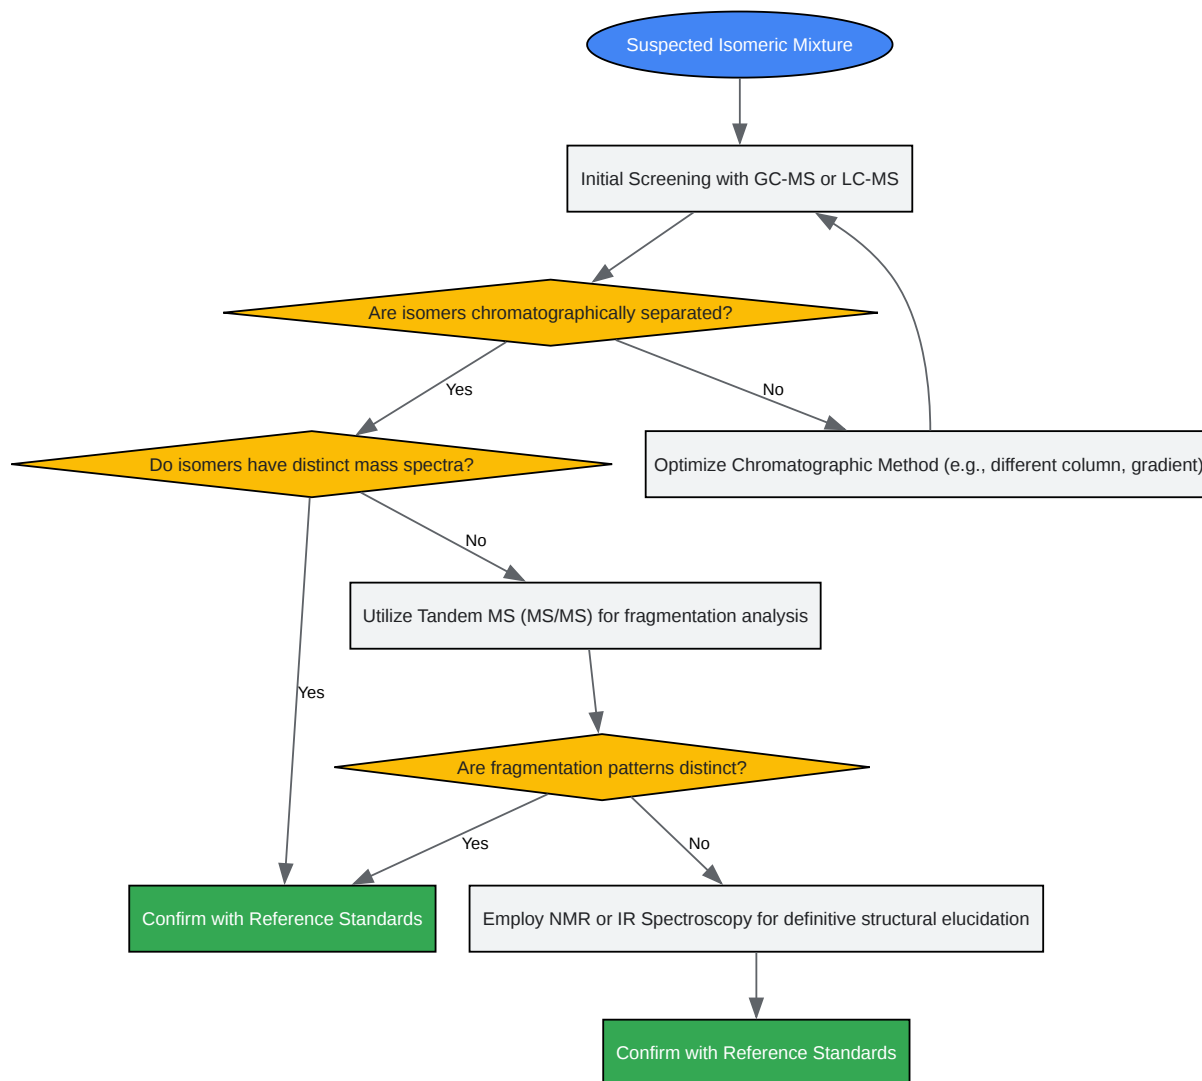 Suspected Isomeric Mixture
Initial Screening with GC-MS or LC-MS
Are isomers chromatographically separated?
Yes
No
Do isomers have distinct mass spectra?
Optimize Chromatographic Method (e.g., different column, gradient)
No
Utilize Tandem MS (MS/MS) for fragmentation analysis
Yes
Are fragmentation patterns distinct?
Yes
No
Confirm with Reference Standards
Employ NMR or IR Spectroscopy for definitive structural elucidation
Confirm with Reference Standards